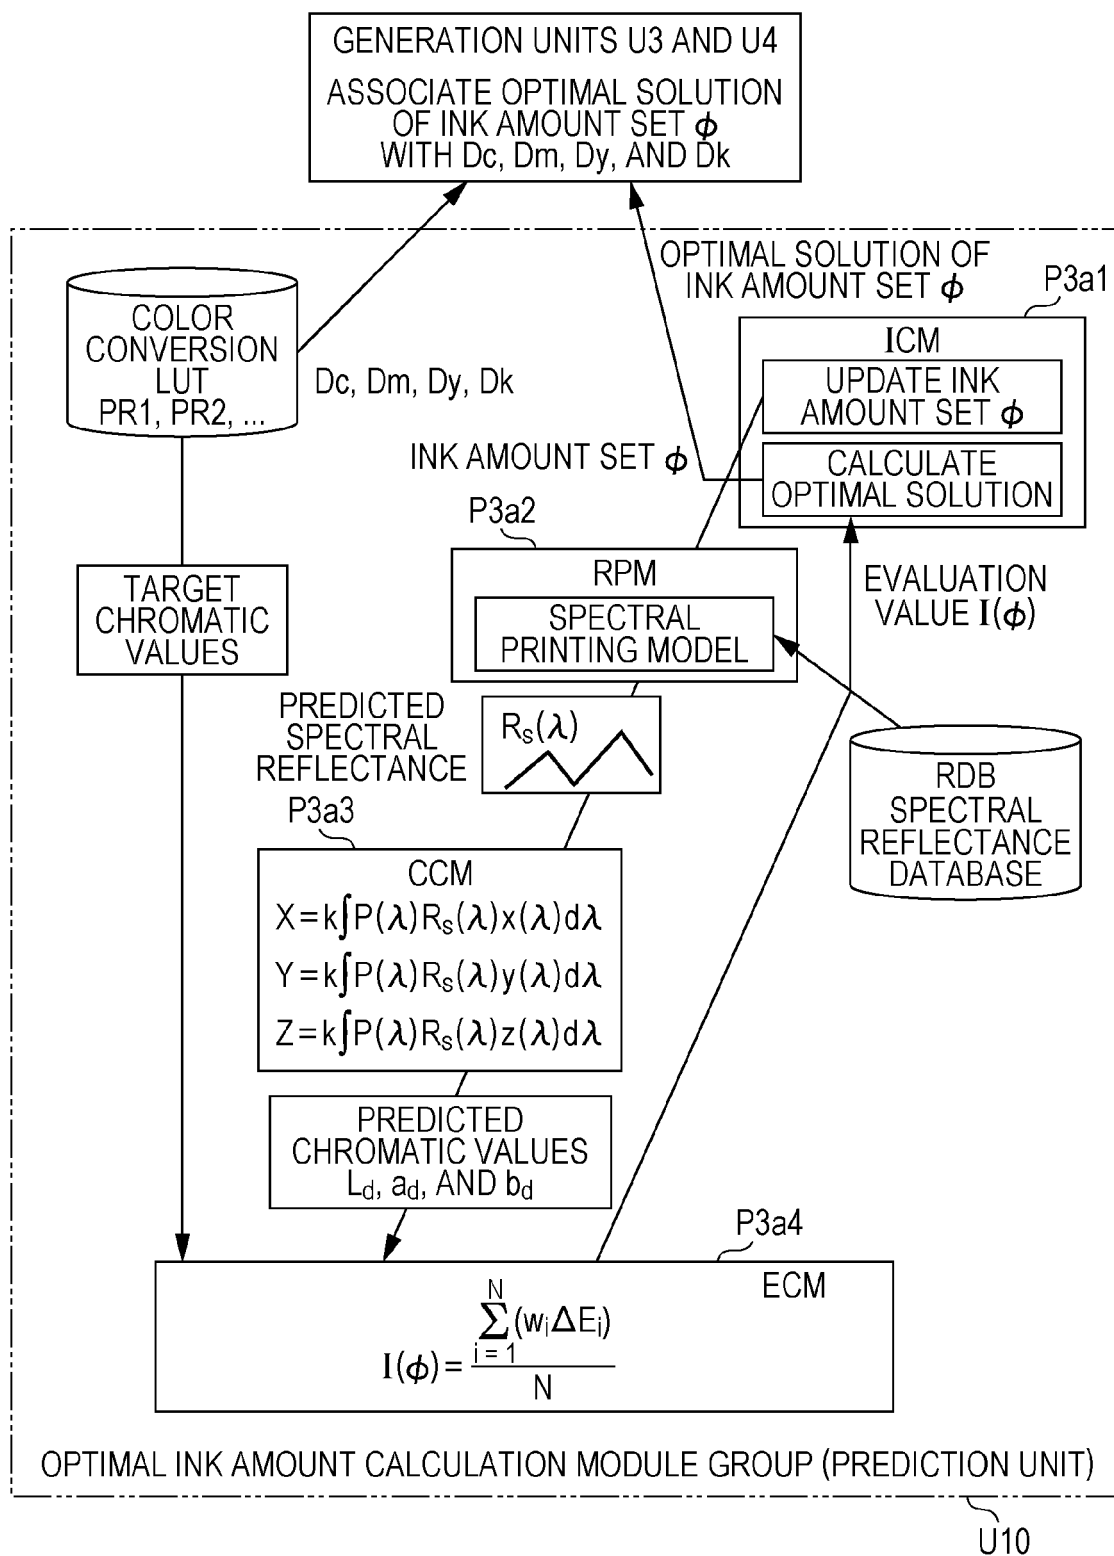 GENERATION UNITS U3 AND U4
ASSOCIATE OPTIMAL SOLUTION
OF INK AMOUNT SET ϕ
WITH Dc, Dm, Dy, AND Dk
OPTIMAL SOLUTION OF
INK AMOUNT SET ϕ
P3a1
COLOR
CONVERSION
LUT
PR1, PR2, ...
Dc, Dm, Dy, Dk
ICM
UPDATE INK
AMOUNT SET ϕ
CALCULATE
OPTIMAL SOLUTION
INK AMOUNT SET ϕ
P3a2
RPM
SPECTRAL
PRINTING MODEL
EVALUATION
VALUE I(ϕ)
TARGET
CHROMATIC
VALUES
PREDICTED
SPECTRAL
REFLECTANCE
Rs(λ)
RDB
SPECTRAL
REFLECTANCE
DATABASE
P3a3
CCM
X=k∫P(λ)Rs(λ)x(λ)dλ
Y=k∫P(λ)Rs(λ)y(λ)dλ
Z=k∫P(λ)Rs(λ)z(λ)dλ
PREDICTED
CHROMATIC VALUES
Ld, ad, AND bd
P3a4
ECM
N
∑(wiΔEi)
i = 1
I(ϕ)=
N
OPTIMAL INK AMOUNT CALCULATION MODULE GROUP (PREDICTION UNIT)
U10